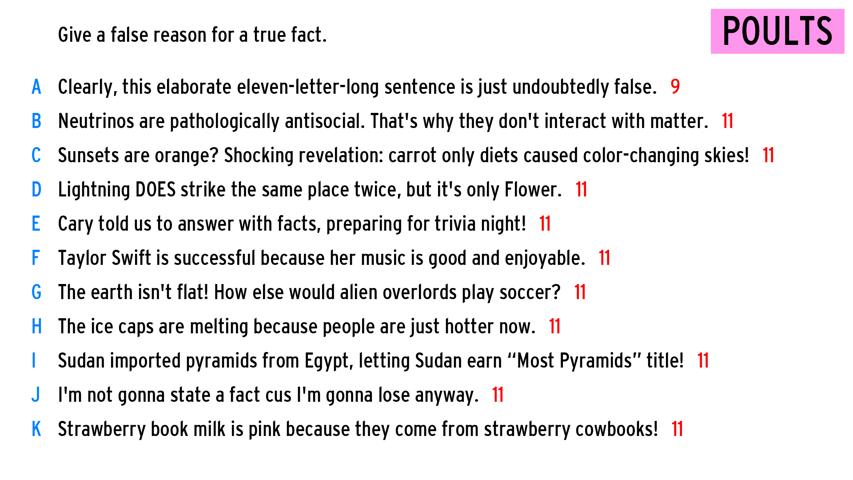 Give a false reason for a true fact.
POULTS
A Clearly, this elaborate eleven-letter-long sentence is just undoubtedly false. 9
B Neutrinos are pathologically antisocial. That's why they don't interact with matter. 11
C Sunsets are orange? Shocking revelation: carrot only diets caused color-changing skies! 11
D Lightning DOES strike the same place twice, but it's only Flower. 11
E Cary told us to answer with facts, preparing for trivia night! 11
F Taylor Swift is successful because her music is good and enjoyable. 11
G The earth isn't flat! How else would alien overlords play soccer? 11
H The ice caps are melting because people are just hotter now. 11
I Sudan imported pyramids from Egypt, letting Sudan earn “Most Pyramids” title! 11
J I'm not gonna state a fact cus I'm gonna lose anyway. 11
K Strawberry book milk is pink because they come from strawberry cowbooks! 11